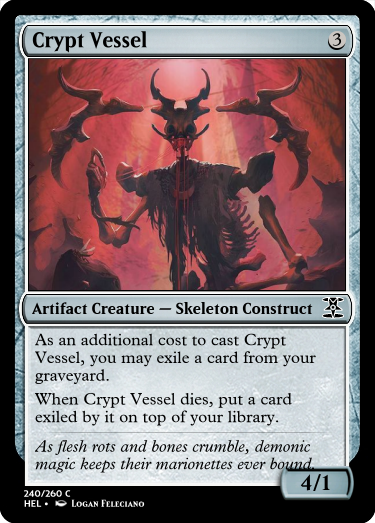 Crypt Vessel 3
Artifact Creature — Skeleton Construct
As an additional cost to cast Crypt
Vessel, you may exile a card from your
graveyard.
When Crypt Vessel dies, put a card
exiled by it on top of your library.
As flesh rots and bones crumble, demonic
magic keeps their marionettes ever bound.
4/1
240/260 C
HEL • Logan Feleciano